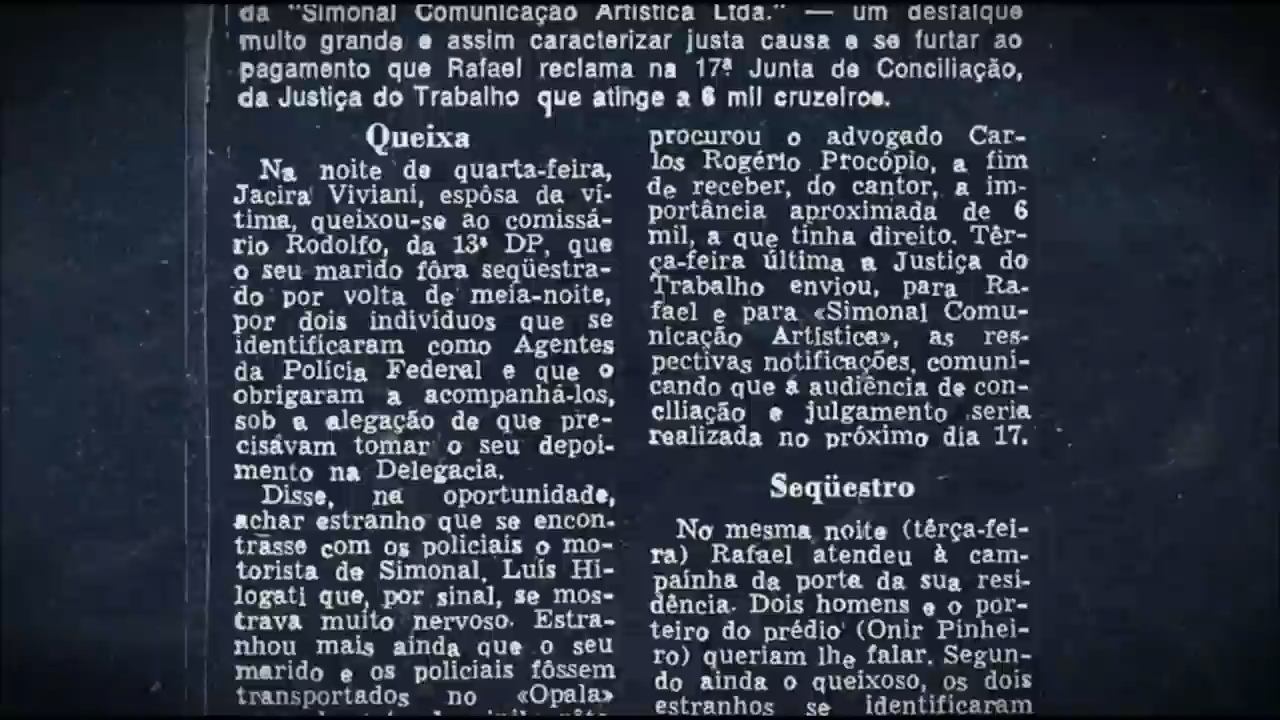 da "Simonal Comunicação Artística Ltda." — um desfalque
muito grande e assim caracterizar justa causa e se furtar ao
pagamento que Rafael reclama na 17ª Junta de Conciliação,
da Justiça do Trabalho que atinge a 6 mil cruzeiros.
Queixa
Na noite de quarta-feira,
Jacira Viviani, espôsa da ví-
tima, queixou-se ao comissá-
rio Rodolfo, da 13ª DP, que
o seu marido fôra seqüestra-
do por volta de meia-noite,
por dois indivíduos que se
identificaram como Agentes
da Polícia Federal e que o
obrigaram a acompanhá-los,
sob a alegação de que pre-
cisávam tomar o seu depoi-
mento na Delegacia.
Disse, na oportunidade,
achar estranho que se encon-
trasse com os policiais o mo-
torista de Simonal, Luís Hi-
logati que, por sinal, se mos-
trava muito nervoso. Estra-
nhou mais ainda que o seu
marido e os policiais fôssem
transportados no «Opala»
procurou o advogado Car-
los Rogério Procópio, a fim
de receber, do cantor, a im-
portância aproximada de 6
mil, a que tinha direito. Têr-
ça-feira última a Justiça do
Trabalho enviou, para Ra-
fael e para «Simonal Comu-
nicação Artística», as res-
pectivas notificações, comuni-
cando que a audiência de con-
ciliação e julgamento seria
realizada no próximo dia 17.
Seqüestro
No mesma noite (têrça-fei-
ra) Rafael atendeu à cam-
paínha da porta da sua resi-
dência. Dois homens e o por-
teiro do prédio (Onir Pinhei-
ro) queriam lhe falar. Segun-
do ainda o queixoso, os dois
estranhos se identificaram